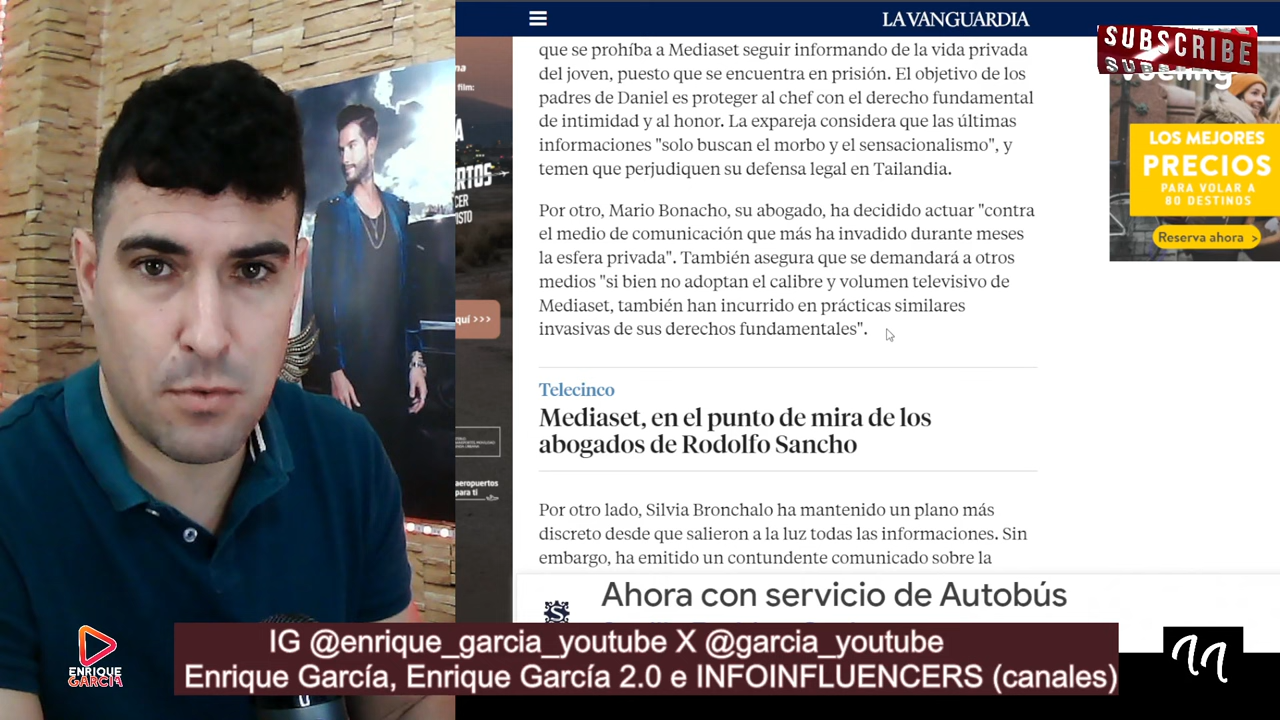 LAVANGUARDIA
SUBSCRIBE
que se prohíba a Mediaset seguir informando de la vida privada
del joven, puesto que se encuentra en prisión. El objetivo de los
padres de Daniel es proteger al chef con el derecho fundamental
de intimidad y al honor. La expareja considera que las últimas
informaciones "solo buscan el morbo y el sensacionalismo", y
temen que perjudiquen su defensa legal en Tailandia.
Por otro, Mario Bonacho, su abogado, ha decidido actuar "contra
el medio de comunicación que más ha invadido durante meses
la esfera privada". También asegura que se demandará a otros
medios "si bien no adoptan el calibre y volumen televisivo de
Mediaset, también han incurrido en prácticas similares
invasivas de sus derechos fundamentales".
Telecinco
Mediaset, en el punto de mira de los
abogados de Rodolfo Sancho
Por otro lado, Silvia Bronchalo ha mantenido un plano más
discreto desde que salieron a la luz todas las informaciones. Sin
embargo, ha emitido un contundente comunicado sobre la
film:
quí >>>
aeropuertos
para ti
LOS MEJORES
PRECIOS
PARA VOLAR A
80 DESTINOS
Reserva ahora >
Ahora con servicio de Autobús
IG @enrique_garcia_youtube X @garcia_youtube
Enrique García, Enrique García 2.0 e INFOINFLUENCERS (canales)
ENRIQUE
GARCÍA